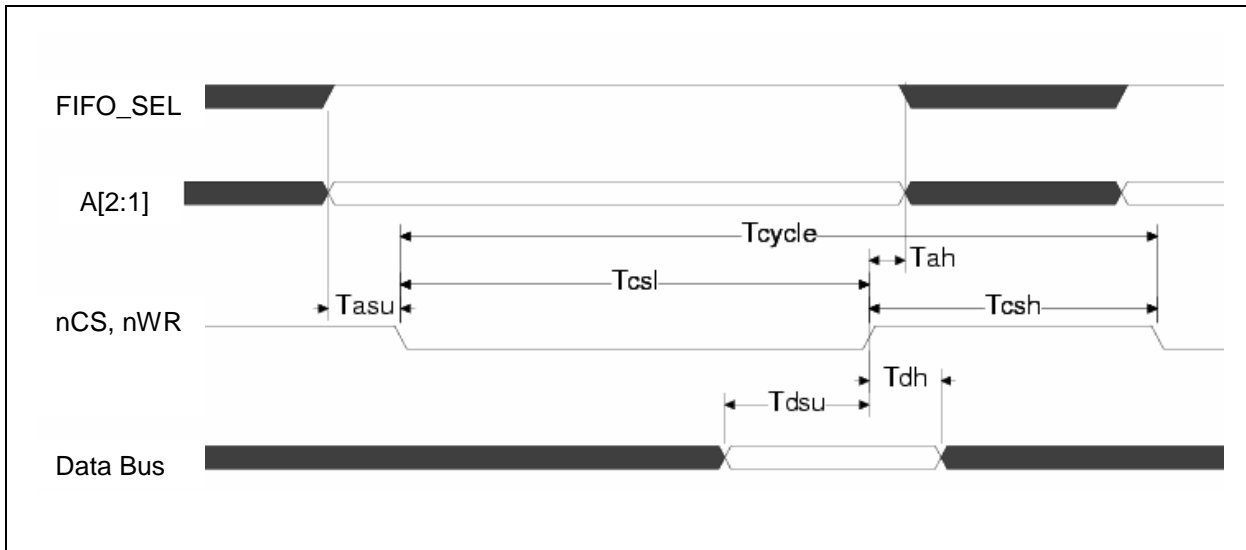 FIFO_SEL
A[2:1]
Tcycle
Tah
Tcsl
Tasu
Tcsh
nCS, nWR
Tdh
Tdsu
Data Bus